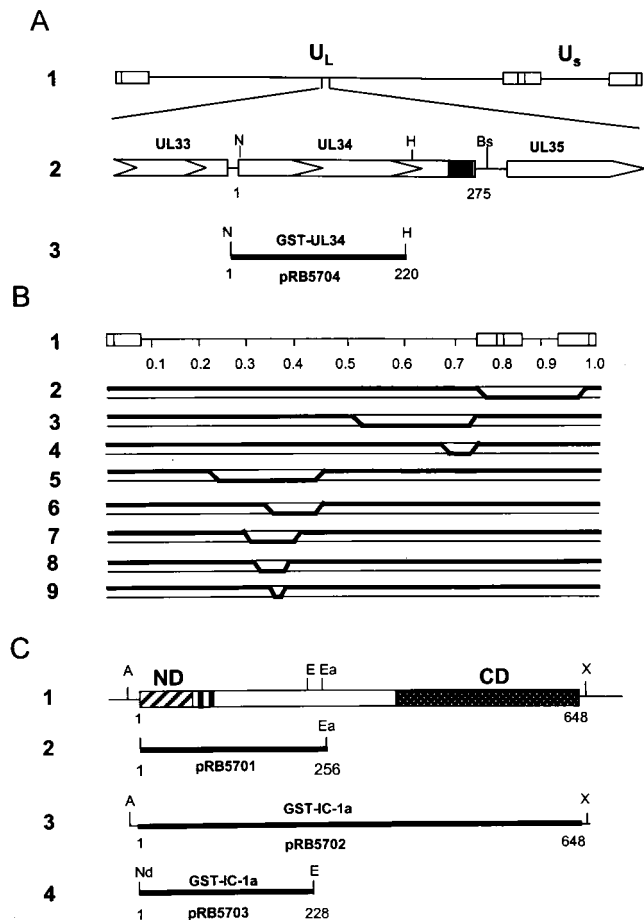 A
U_L U_s
1
UL33 N UL34 H Bs UL35
2
1 275
N H
GST-UL34
3
1 pRB5704 220
B
1
0.1 0.2 0.3 0.4 0.5 0.6 0.7 0.8 0.9 1.0
2
3
4
5
6
7
8
9
C
A ND E Ea CD X
1
1 648
Ea
2
1 pRB5701 256
A GST-IC-1a X
3
1 pRB5702 648
Nd GST-IC-1a E
4
1 pRB5703 228